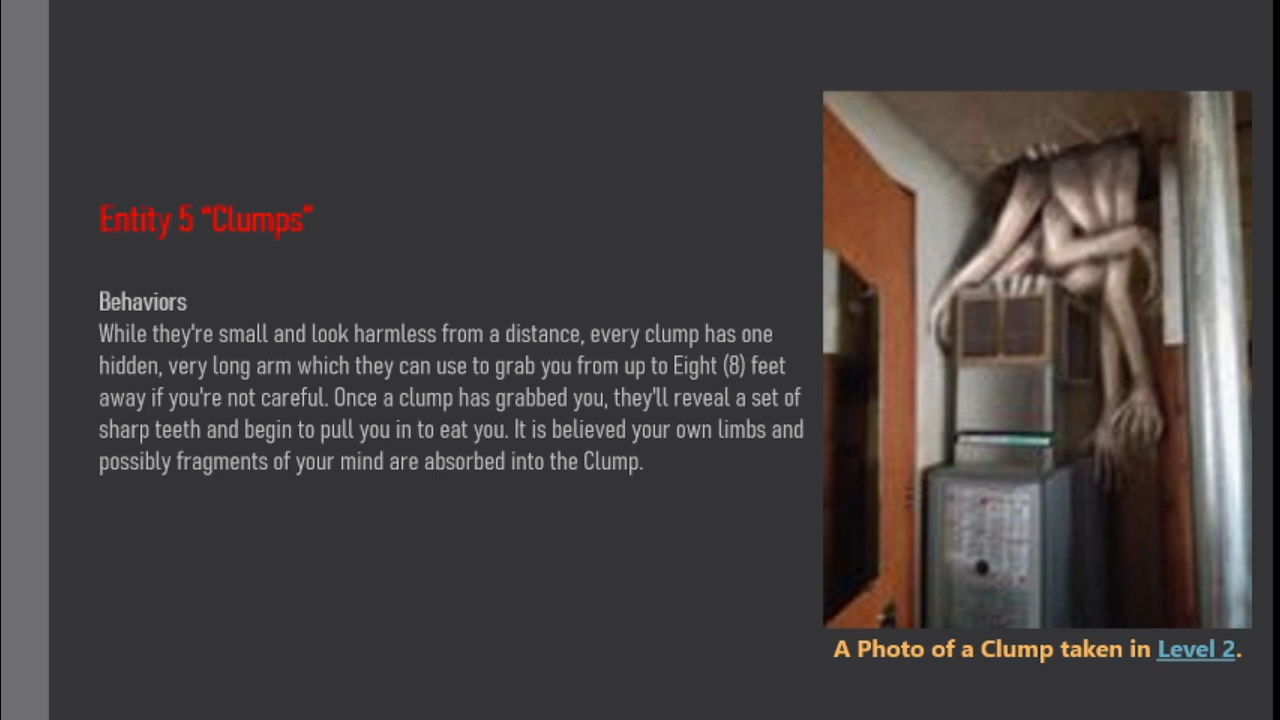 Entity 5 “Clumps”
Behaviors
While they're small and look harmless from a distance, every clump has one
hidden, very long arm which they can use to grab you from up to Eight (8) feet
away if you're not careful. Once a clump has grabbed you, they'll reveal a set of
sharp teeth and begin to pull you in to eat you. It is believed your own limbs and
possibly fragments of your mind are absorbed into the Clump.
A Photo of a Clump taken in Level 2.